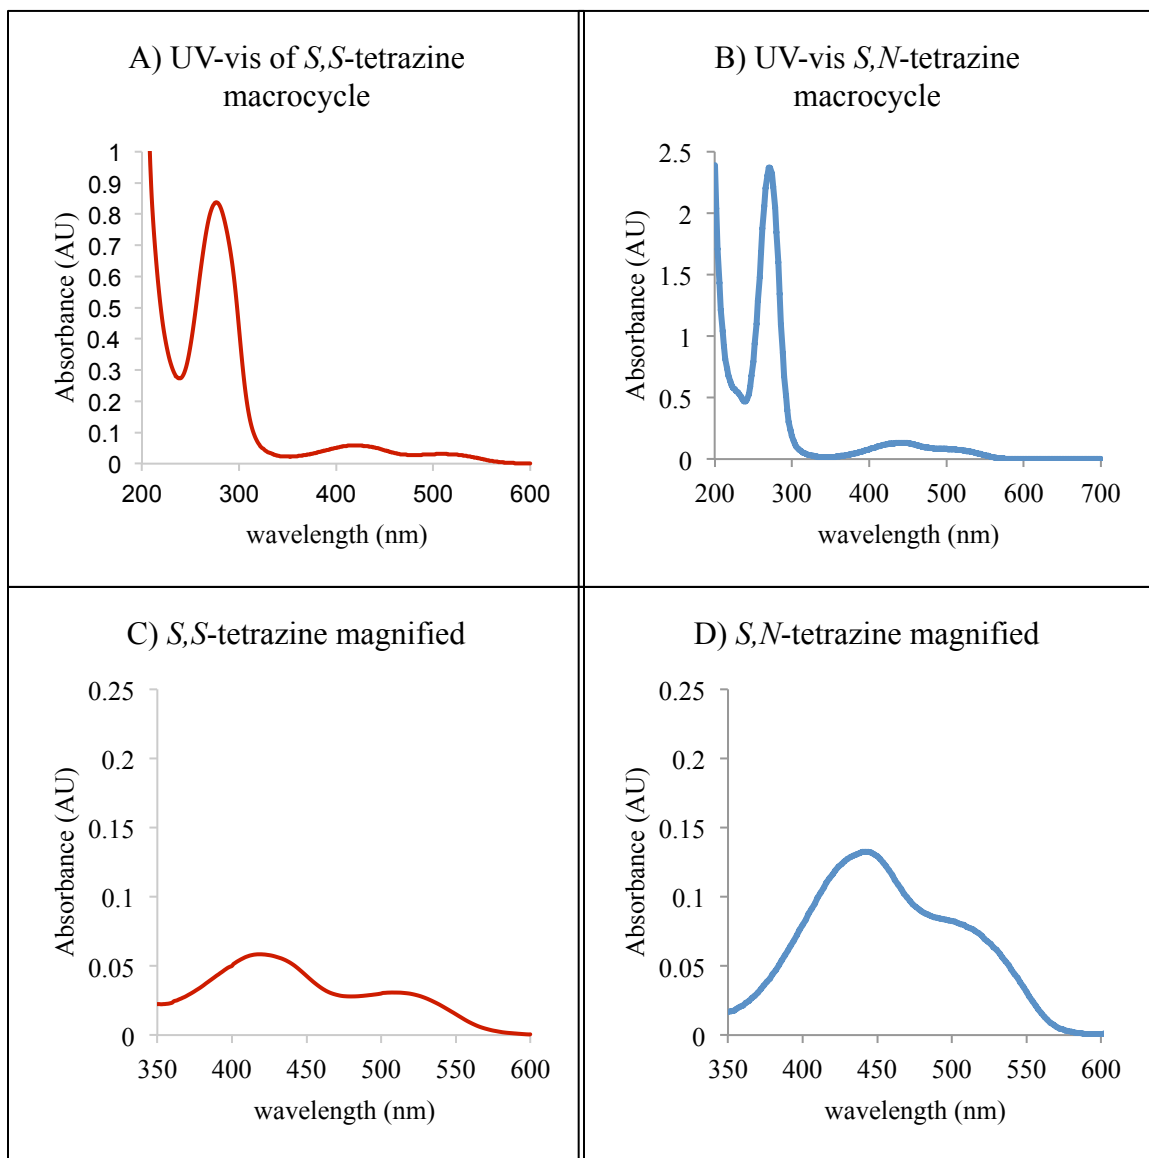 A) UV-vis of S,S-tetrazine
macrocycle
1
0.9
0.8
0.7
0.6
0.5
0.4
0.3
0.2
0.1
0
Absorbance (AU)
200 300 400 500 600
wavelength (nm)
B) UV-vis S,N-tetrazine
macrocycle
2.5
2
1.5
1
0.5
0
Absorbance (AU)
200 300 400 500 600 700
wavelength (nm)
C) S,S-tetrazine magnified
0.25
0.2
0.15
0.1
0.05
0
Absorbance (AU)
350 400 450 500 550 600
wavelength (nm)
D) S,N-tetrazine magnified
0.25
0.2
0.15
0.1
0.05
0
Absorbance (AU)
350 400 450 500 550 600
wavelength (nm)